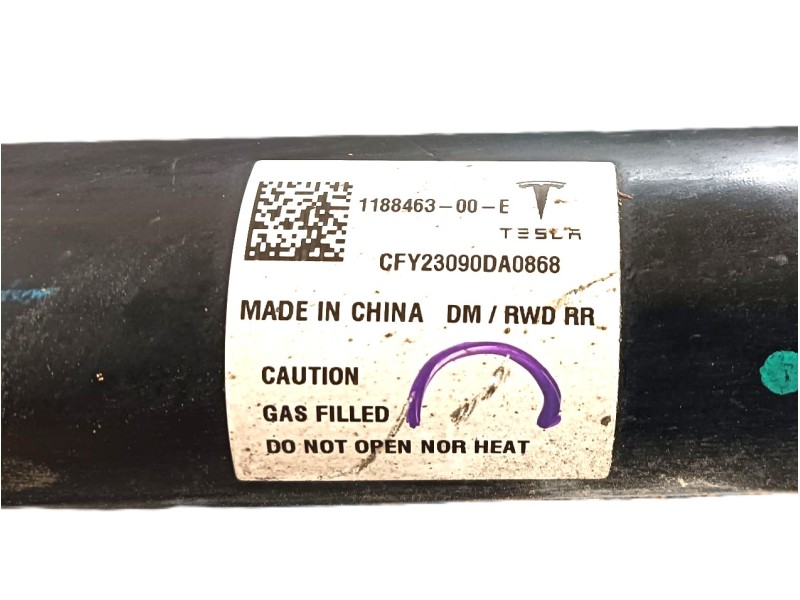 1188463-00-E
TESLA
CFY23090DA0868
MADE IN CHINA DM / RWD RR
CAUTION
GAS FILLED
DO NOT OPEN NOR HEAT